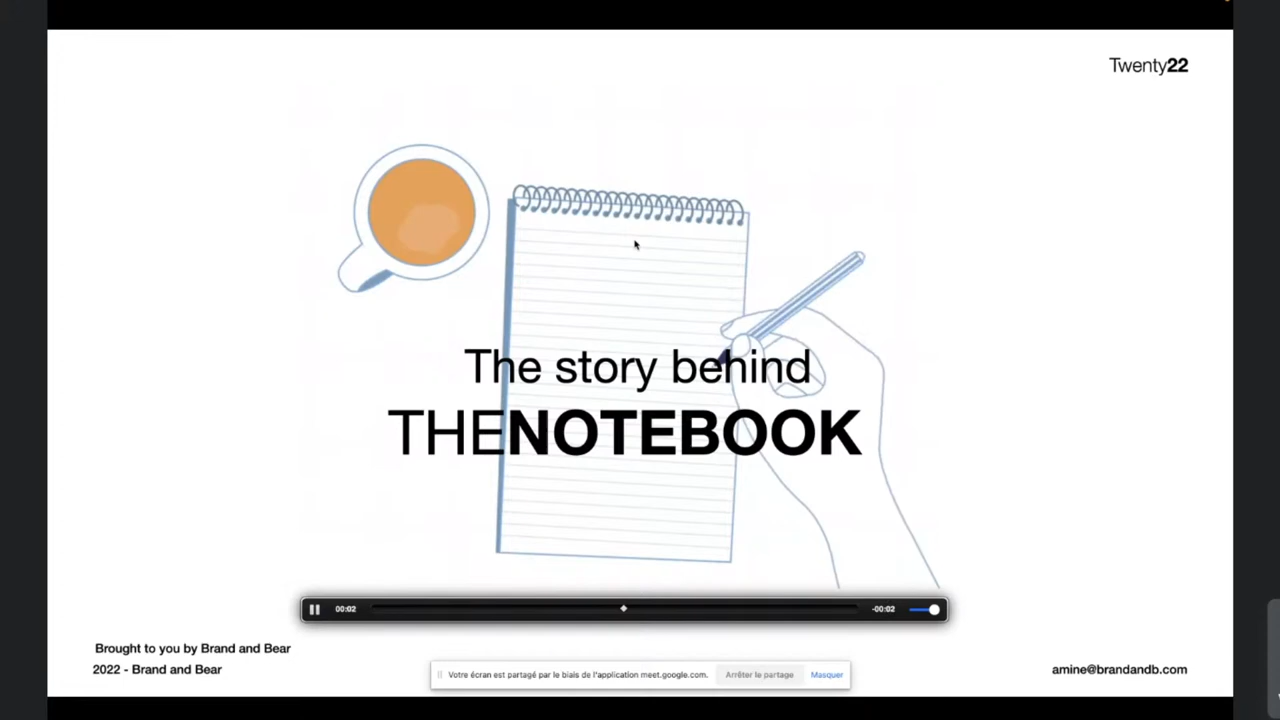 Twenty22
The story behind
THENOTEBOOK
00:02
-00:02
Brought to you by Brand and Bear
2022 - Brand and Bear
Votre écran est partagé par le biais de l'application meet.google.com.
Arrêter le partage
Masquer
amine@brandandb.com